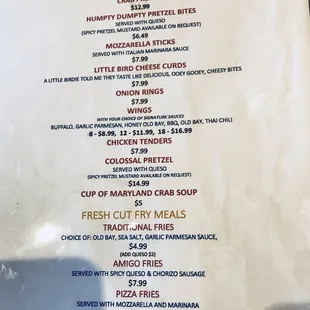 $12.99
HUMPTY DUMPTY PRETZEL BITES
SERVED WITH QUESO
(SPICY PRETZEL MUSTARD AVAILABLE ON REQUEST)
$6.49
MOZZARELLA STICKS
SERVED WITH ITALIAN MARINARA SAUCE
$7.99
LITTLE BIRD CHEESE CURDS
A LITTLE BIRDIE TOLD ME THEY TASTE LIKE DELICIOUS, OOEY GOOEY, CHEESY BITES
$7.99
ONION RINGS
$7.99
WINGS
WITH YOUR CHOICE OF SIGNATURE SAUCES
BUFFALO, GARLIC PARMESAN, HONEY OLD BAY, BBQ, OLD BAY, THAI CHILI
8 - $8.99, 12 - $11.99, 18 - $16.99
CHICKEN TENDERS
$7.99
COLOSSAL PRETZEL
SERVED WITH QUESO
(SPICY PRETZEL MUSTARD AVAILABLE ON REQUEST)
$14.99
CUP OF MARYLAND CRAB SOUP
$5
FRESH CUT FRY MEALS
TRADITIONAL FRIES
CHOICE OF: OLD BAY, SEA SALT, GARLIC PARMESAN SAUCE,
$4.99
(ADD QUESO $2)
AMIGO FRIES
SERVED WITH SPICY QUESO & CHORIZO SAUSAGE
$7.99
PIZZA FRIES
SERVED WITH MOZZARELLA AND MARINARA
$7.99